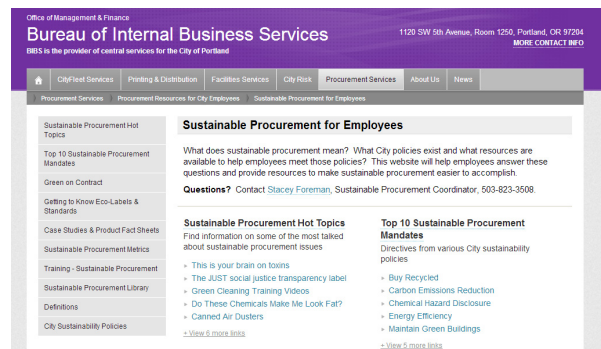 Office of Management & Finance
Bureau of Internal Business Services
BIBS is the provider of central services for the City of Portland
1120 SW 5th Avenue, Room 1250, Portland, OR 97204
MORE CONTACT INFO
CityFleet Services Printing & Distribution Facilities Services City Risk Procurement Services About Us News
Procurement Services Procurement Resources for City Employees Sustainable Procurement for Employees
Sustainable Procurement Hot
Topics
Top 10 Sustainable Procurement
Mandates
Green on Contract
Getting to Know Eco-Labels &
Standards
Case Studies & Product Fact Sheets
Sustainable Procurement Metrics
Training - Sustainable Procurement
Sustainable Procurement Library
Definitions
City Sustainability Policies
Sustainable Procurement for Employees
What does sustainable procurement mean? What City policies exist and what resources are
available to help employees meet those policies? This website will help employees answer these
questions and provide resources to make sustainable procurement easier to accomplish.
Questions? Contact Stacey Foreman, Sustainable Procurement Coordinator, 503-823-3508.
Sustainable Procurement Hot Topics
Find information on some of the most talked
about sustainable procurement issues
» This is your brain on toxins
» The JUST social justice transparency label
» Green Cleaning Training Videos
» Do These Chemicals Make Me Look Fat?
» Canned Air Dusters
+ View 6 more links
Top 10 Sustainable Procurement
Mandates
Directives from various City sustainability
policies
» Buy Recycled
» Carbon Emissions Reduction
» Chemical Hazard Disclosure
» Energy Efficiency
» Maintain Green Buildings
+ View 5 more links